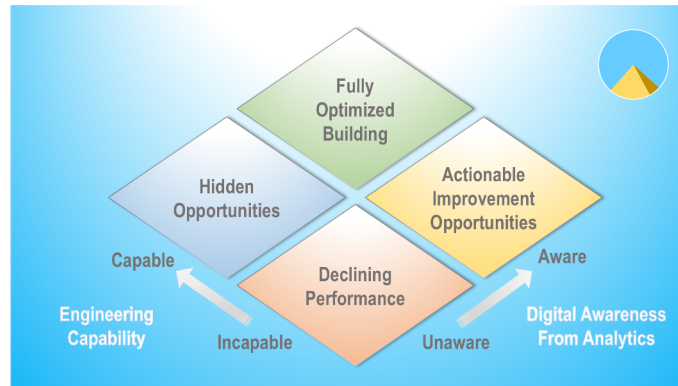 Fully
Optimized
Building
Hidden
Opportunities
Actionable
Improvement
Opportunities
Declining
Performance
Capable
Aware
Engineering
Capability
Incapable
Unaware
Digital Awareness
From Analytics